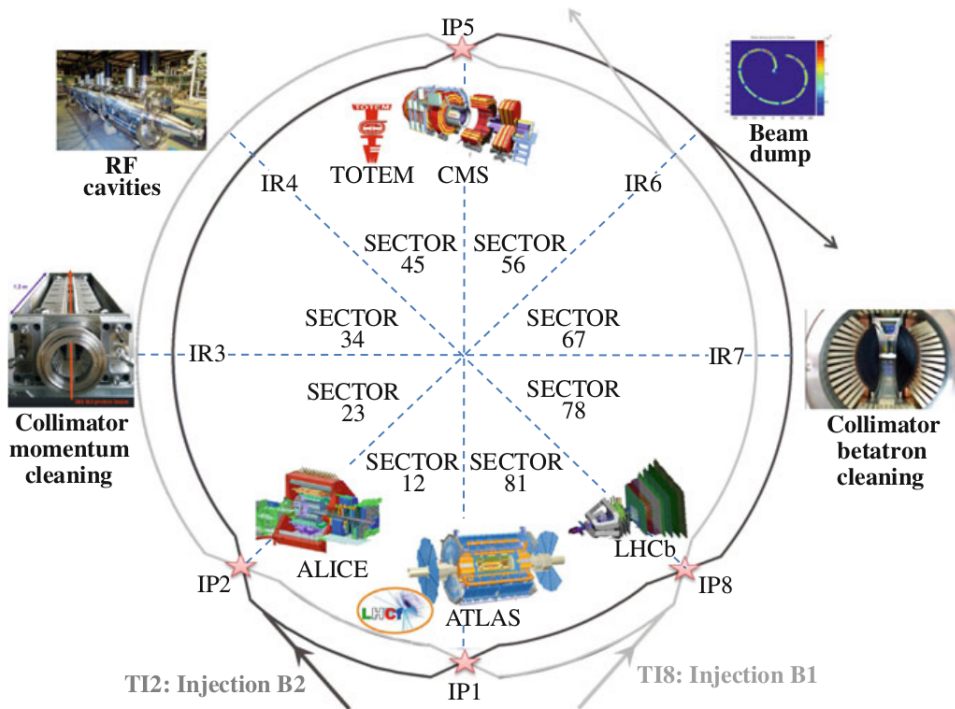 IP5
RF
cavities
IR4
TOTEM
TOTEM
CMS
IR6
Beam
dump
SECTOR
45
SECTOR
56
SECTOR
34
SECTOR
67
IR3
IR7
SECTOR
23
SECTOR
78
Collimator
momentum
cleaning
Collimator
betatron
cleaning
SECTOR
12
SECTOR
81
ALICE
LHCb
IP2
IP8
LHCf
ATLAS
TI2: Injection B2
IP1
TI8: Injection B1